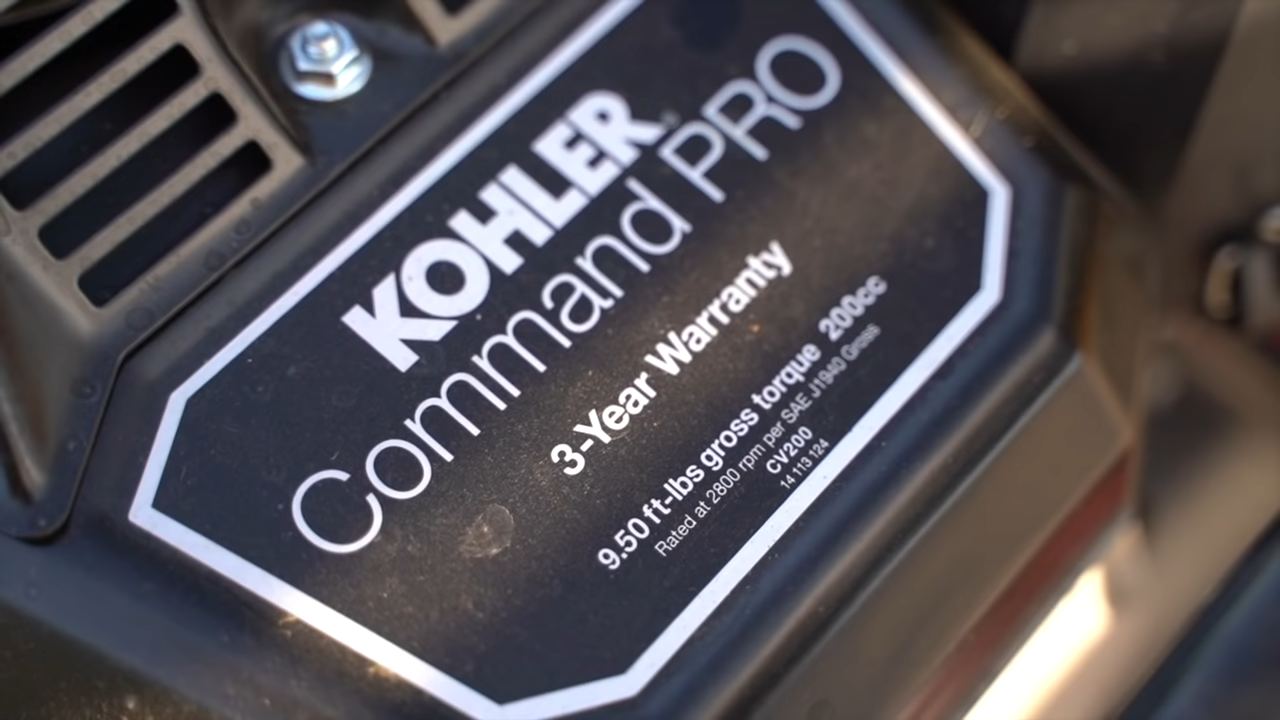 KOHLER®
Command PRO
3-Year Warranty
9.50 ft-lbs gross torque 200cc
Rated at 2800 rpm per SAE J1940 Gross
CV200
14 113 124